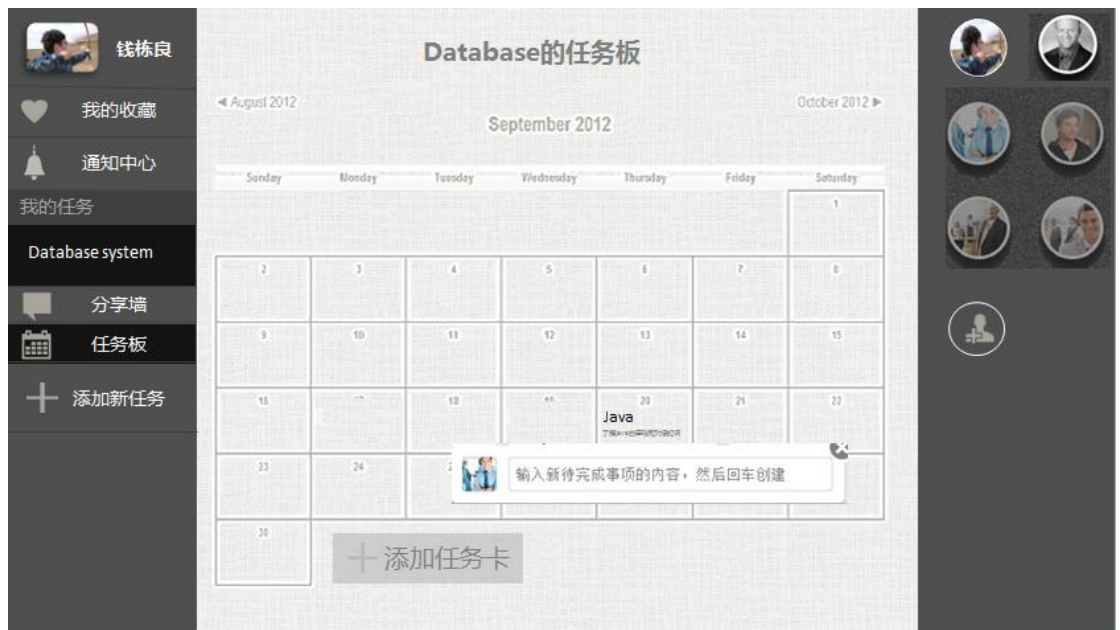 钱栋良
我的收藏
通知中心
我的任务
Database system
分享墙
任务板
添加新任务
Database的任务板
◀ August 2012
October 2012 ▶
September 2012
Sunday Monday Tuesday Wednesday Thursday Friday Saturday
1
2 3 4 5 6 7 8
9 10 11 12 13 14 15
16 18 20 21 22
Java
23 24
输入新待完成事项的内容，然后回车创建
30
添加任务卡